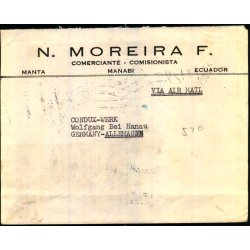 N. MOREIRA F.
COMERCIANTE - COMISIONISTA
MANTA MANABI ECUADOR
VIA AIR MAIL
CONDUX-WERK
Wolfgang Bei Hanau
GERMANY-ALLEMAGNE